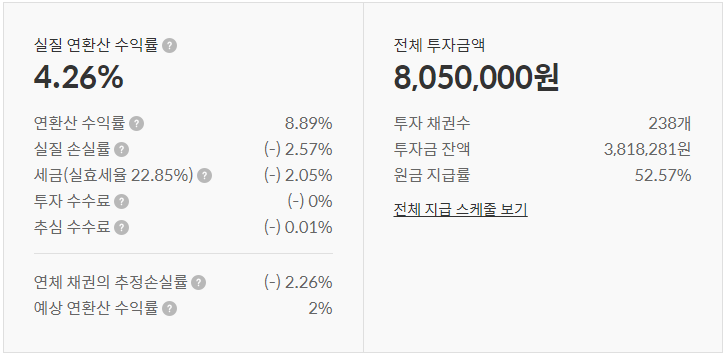 실질 연환산 수익률 ?
4.26%
연환산 수익률 ? 8.89%
실질 손실률 ? (-) 2.57%
세금(실효세율 22.85%) ? (-) 2.05%
투자 수수료 ? (-) 0%
추심 수수료 ? (-) 0.01%
연체 채권의 추정손실률 ? (-) 2.26%
예상 연환산 수익률 ? 2%
전체 투자금액
8,050,000원
투자 채권수 238개
투자금 잔액 3,818,281원
원금 지급률 52.57%
전체 지급 스케줄 보기